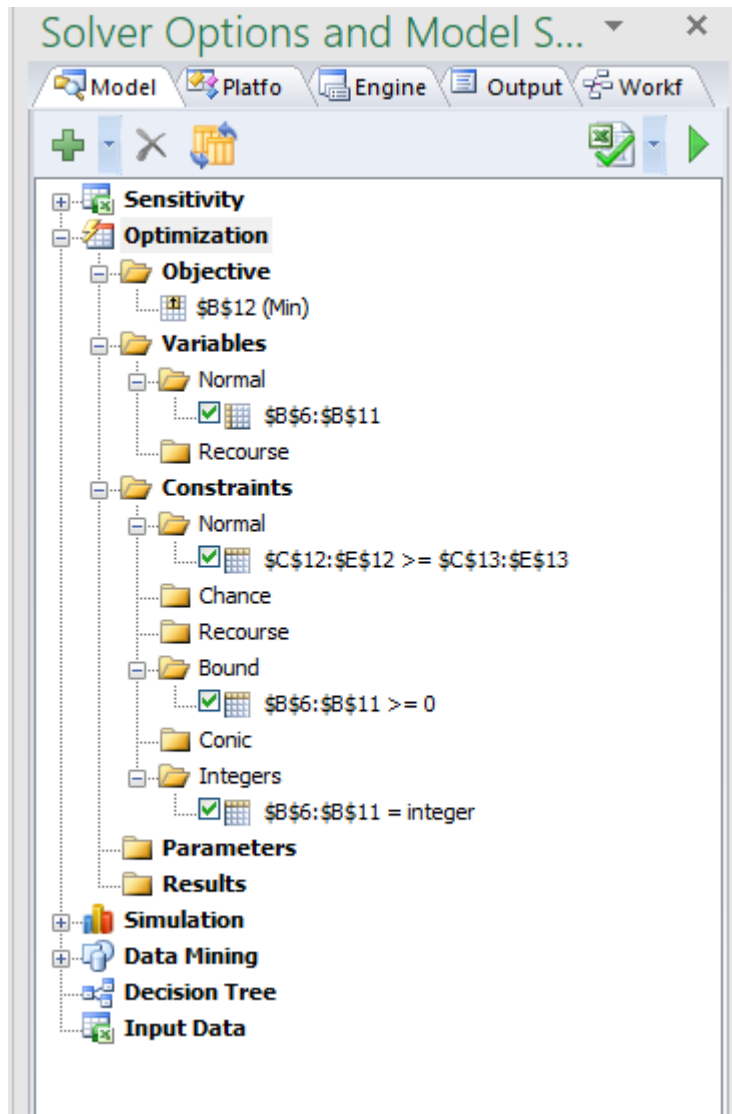 Solver Options and Model S...
Model Platfo Engine Output Workf
Sensitivity
Optimization
Objective
$B$12 (Min)
Variables
Normal
$B$6:$B$11
Recourse
Constraints
Normal
$C$12:$E$12 >= $C$13:$E$13
Chance
Recourse
Bound
$B$6:$B$11 >= 0
Conic
Integers
$B$6:$B$11 = integer
Parameters
Results
Simulation
Data Mining
Decision Tree
Input Data